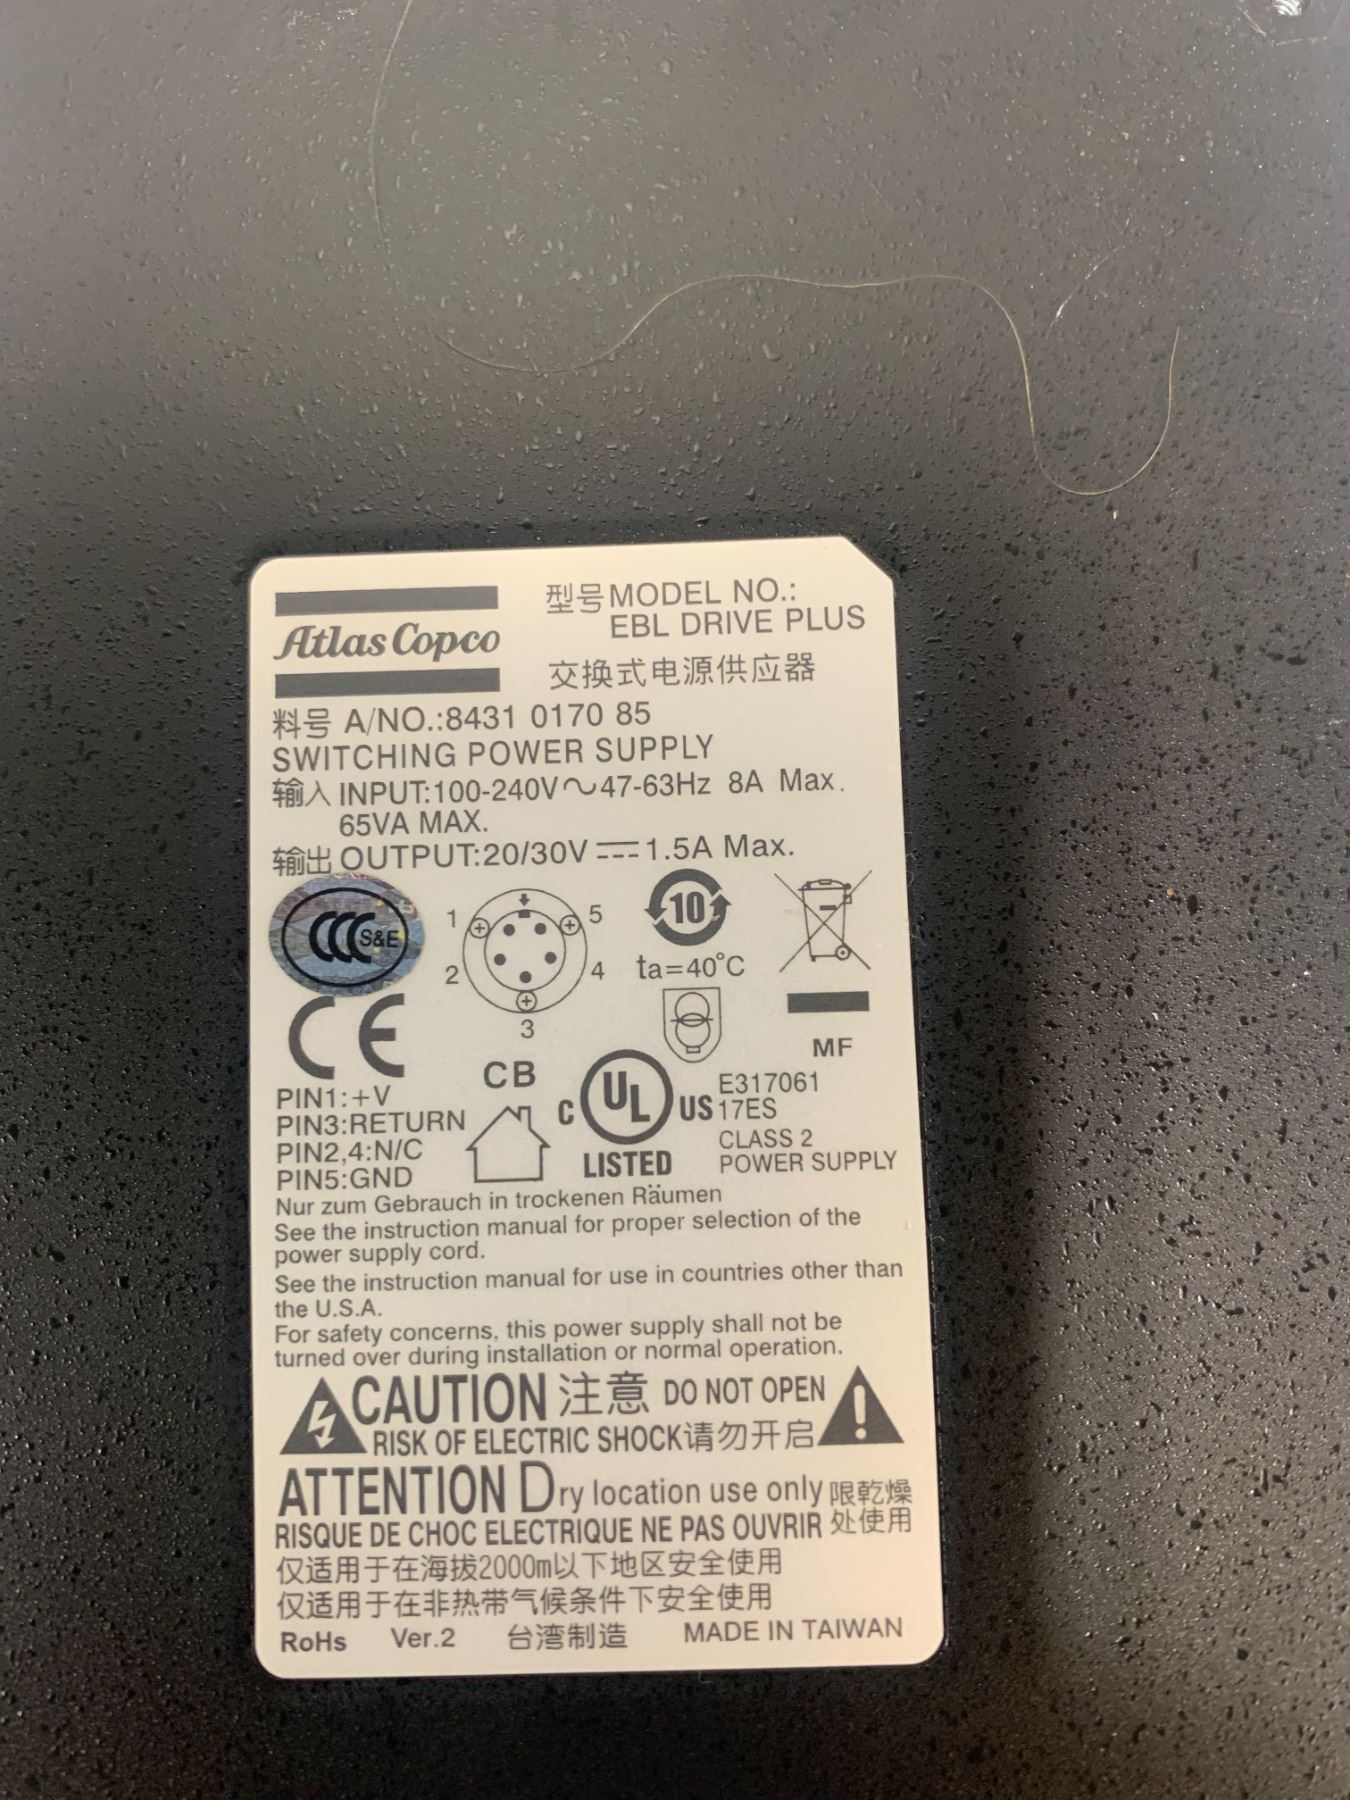 Atlas Copco
型号 MODEL NO.:
EBL DRIVE PLUS
交换式电源供应器
料号 A/NO.:8431 0170 85
SWITCHING POWER SUPPLY
输入 INPUT:100-240V～47-63Hz 8A Max.
65VA MAX.
输出 OUTPUT:20/30V ⎓ 1.5A Max.
CCC S&E
1 5
2 4
3
10
ta=40°C
CE
CB
MF
PIN1:+V
PIN3:RETURN
PIN2,4:N/C
PIN5:GND
C UL US
LISTED
E317061
17ES
CLASS 2
POWER SUPPLY
Nur zum Gebrauch in trockenen Räumen
See the instruction manual for proper selection of the
power supply cord.
See the instruction manual for use in countries other than
the U.S.A.
For safety concerns, this power supply shall not be
turned over during installation or normal operation.
CAUTION 注意 DO NOT OPEN
RISK OF ELECTRIC SHOCK 请勿开启
ATTENTION Dry location use only 限乾燥
RISQUE DE CHOC ELECTRIQUE NE PAS OUVRIR 处使用
仅适用于在海拔2000m以下地区安全使用
仅适用于在非热带气候条件下安全使用
RoHs Ver.2 台湾制造 MADE IN TAIWAN